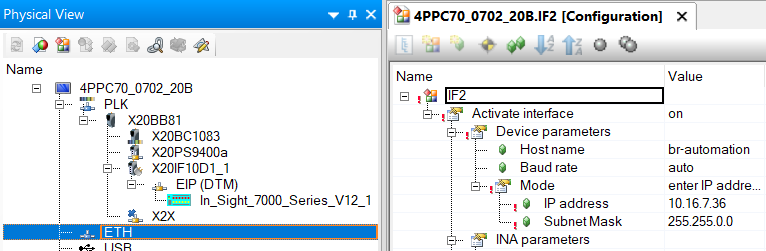 Physical View
Name
4PPC70_0702_20B
PLK
X20BB81
X20BC1083
X20PS9400a
X20IF10D1_1
EIP (DTM)
In_Sight_7000_Series_V12_1
X2X
ETH
USB
4PPC70_0702_20B.IF2 [Configuration]
Name Value
IF2
Activate interface on
Device parameters
Host name br-automation
Baud rate auto
Mode enter IP addre...
IP address 10.16.7.36
Subnet Mask 255.255.0.0
INA parameters